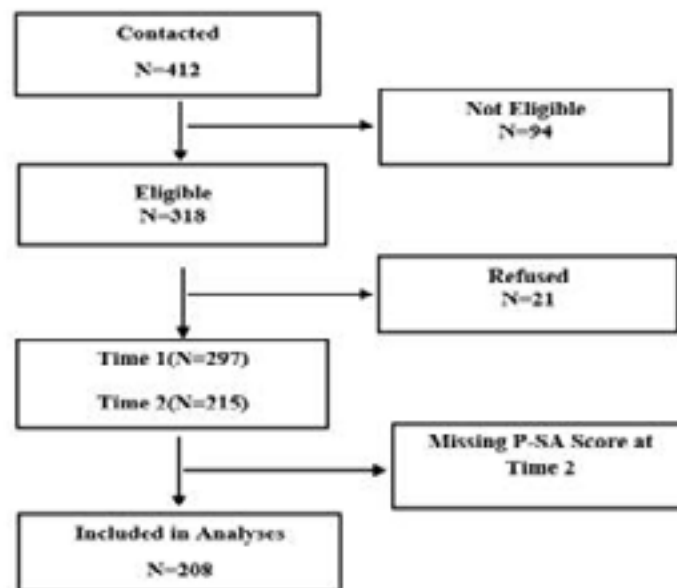 Contacted
N=412
Not Eligible
N=94
Eligible
N=318
Refused
N=21
Time 1(N=297)
Time 2(N=215)
Missing P-SA Score at
Time 2
Included in Analyses
N=208